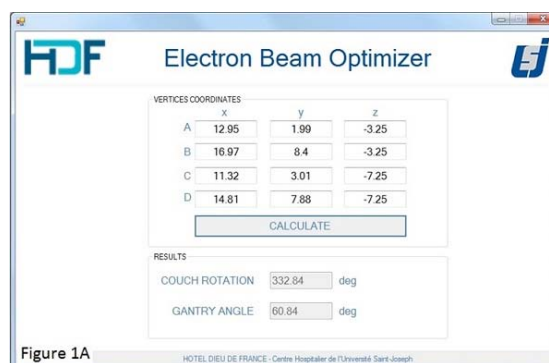 HDF Electron Beam Optimizer USJ
VERTICES COORDINATES
x y z
A 12.95 1.99 -3.25
B 16.97 8.4 -3.25
C 11.32 3.01 -7.25
D 14.81 7.88 -7.25
CALCULATE
RESULTS
COUCH ROTATION 332.84 deg
GANTRY ANGLE 60.84 deg
Figure 1A
HOTEL DIEU DE FRANCE - Centre Hospitalier de l'Université Saint-Joseph